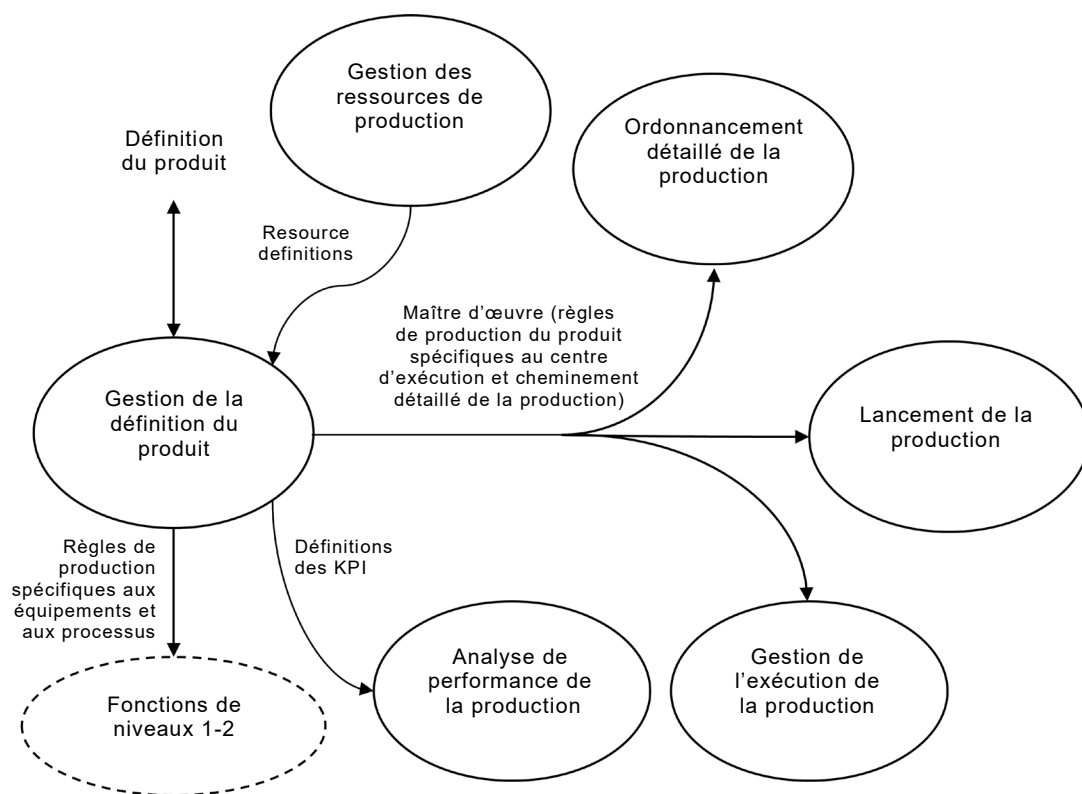 Gestion des
ressources de
production
Ordonnancement
détaillé de la
production
Définition
du produit
Resource
definitions
Maître d’œuvre (règles
de production du produit
spécifiques au centre
d’exécution et cheminement
détaillé de la production)
Gestion de la
définition du
produit
Lancement de la
production
Règles de
production
spécifiques aux
équipements et
aux processus
Définitions
des KPI
Analyse de
performance de
la production
Gestion de
l’exécution de
la production
Fonctions de
niveaux 1-2